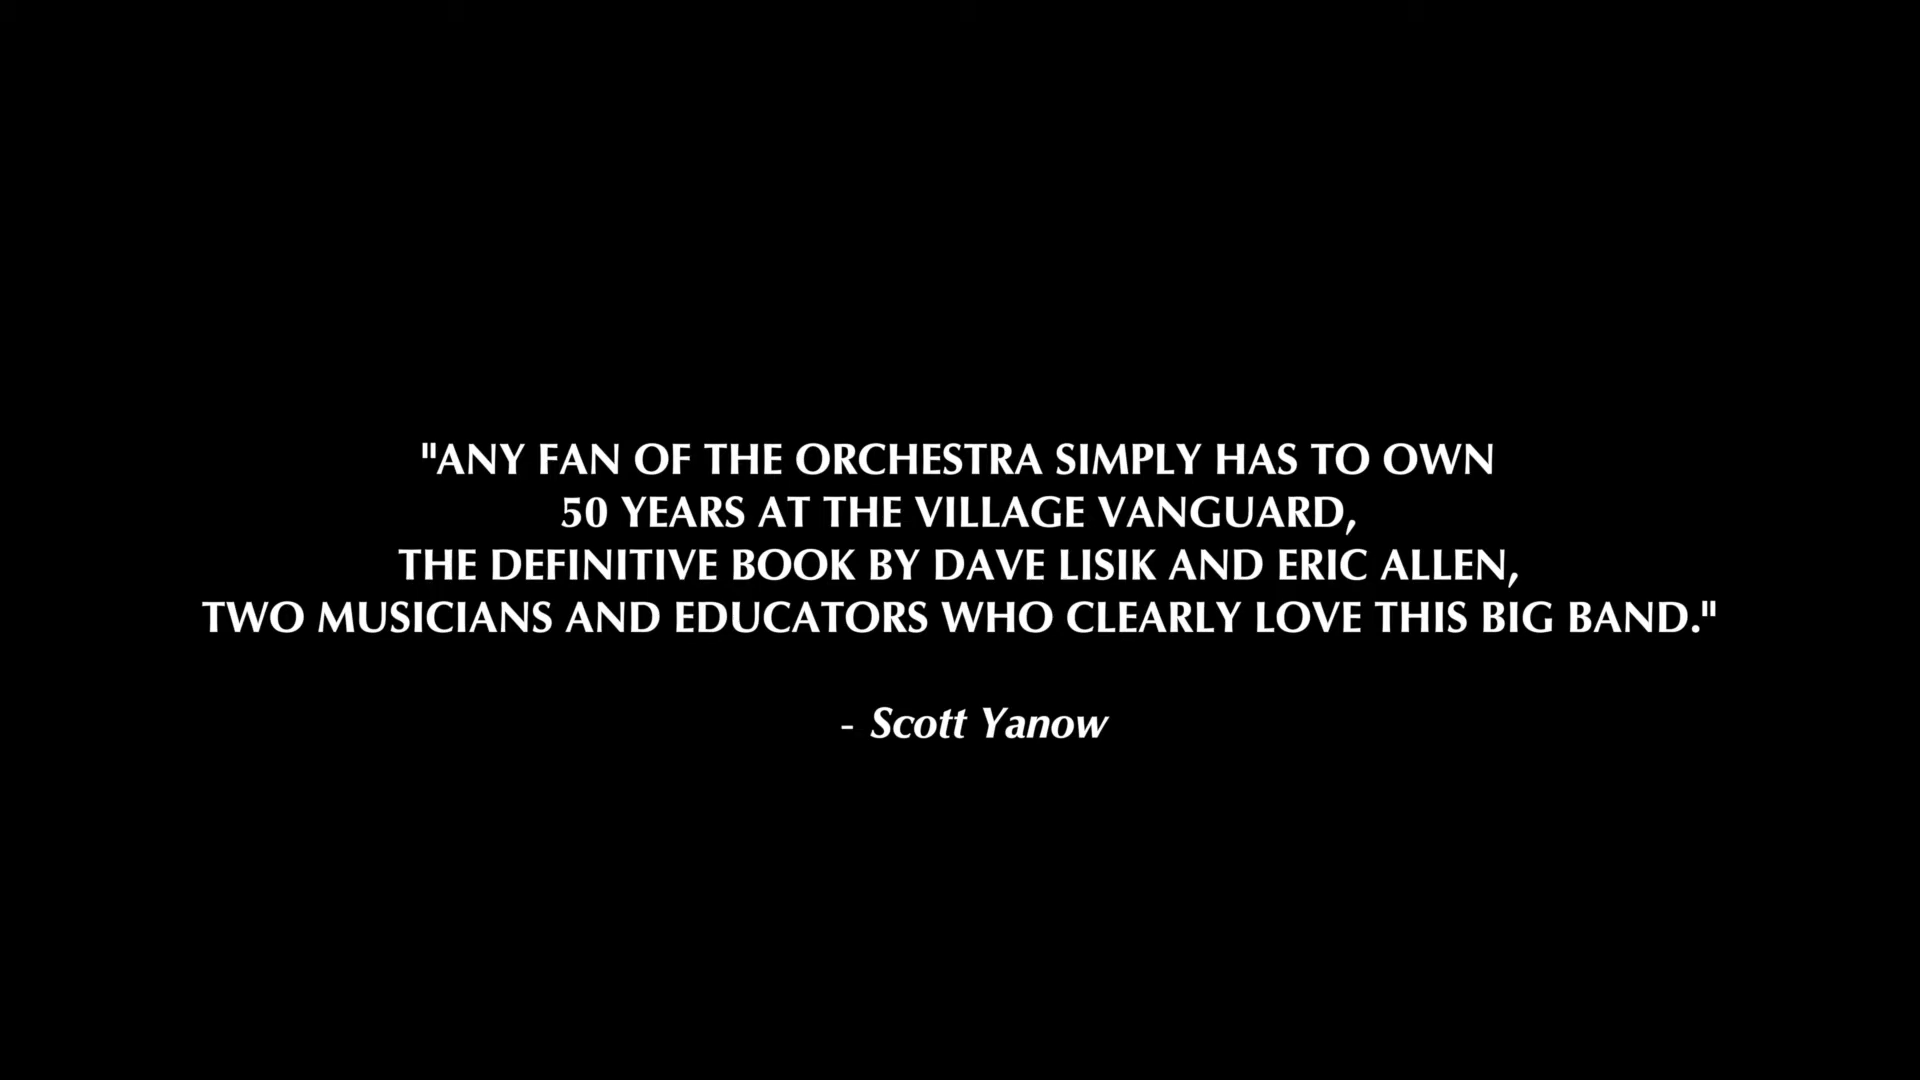 "ANY FAN OF THE ORCHESTRA SIMPLY HAS TO OWN
50 YEARS AT THE VILLAGE VANGUARD,
THE DEFINITIVE BOOK BY DAVE LISIK AND ERIC ALLEN,
TWO MUSICIANS AND EDUCATORS WHO CLEARLY LOVE THIS BIG BAND."
- Scott Yanow